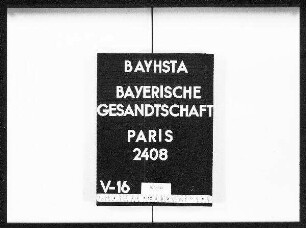 BAYHSTA
BAYERISCHE
GESANDTSCHAFT
PARIS
2408
V-16